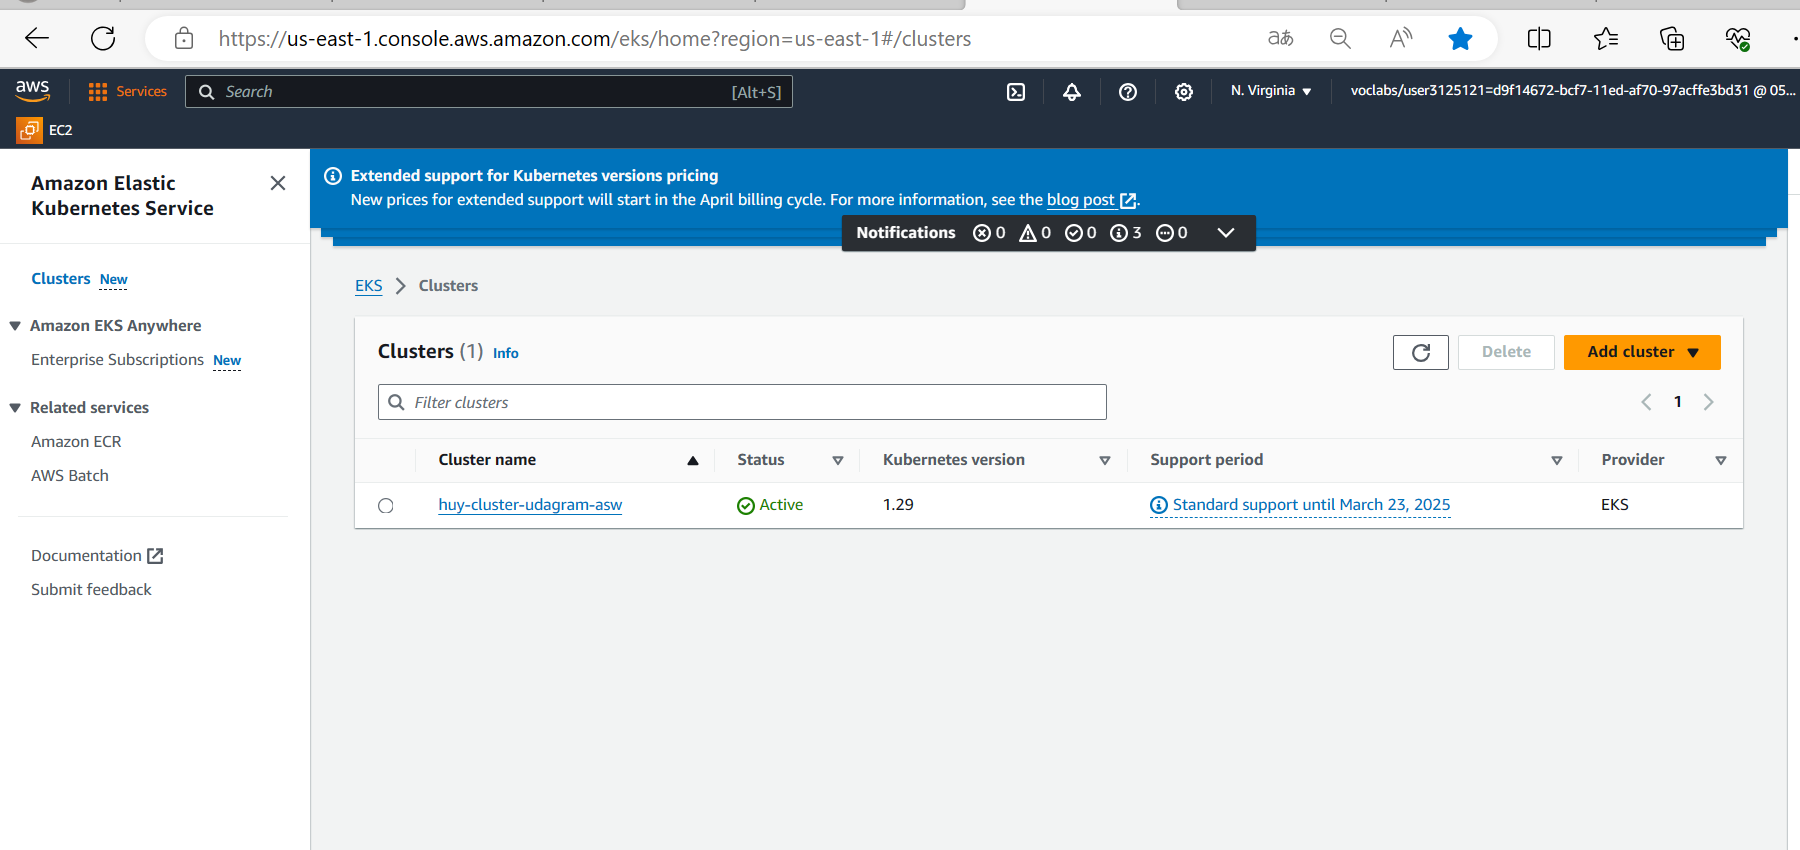 https://us-east-1.console.aws.amazon.com/eks/home?region=us-east-1#/clusters
aあ
A
aws
Services
Search
[Alt+S]
N. Virginia
voclabs/user3125121=d9f14672-bcf7-11ed-af70-97acffe3bd31 @ 05...
EC2
Amazon Elastic
Kubernetes Service
Clusters New
Amazon EKS Anywhere
Enterprise Subscriptions New
Related services
Amazon ECR
AWS Batch
Documentation
Submit feedback
Extended support for Kubernetes versions pricing
New prices for extended support will start in the April billing cycle. For more information, see the blog post.
Notifications 0 0 0 3 0
EKS > Clusters
Clusters (1) Info
Delete
Add cluster
Filter clusters
1
Cluster name Status Kubernetes version Support period Provider
huy-cluster-udagram-asw Active 1.29 Standard support until March 23, 2025 EKS